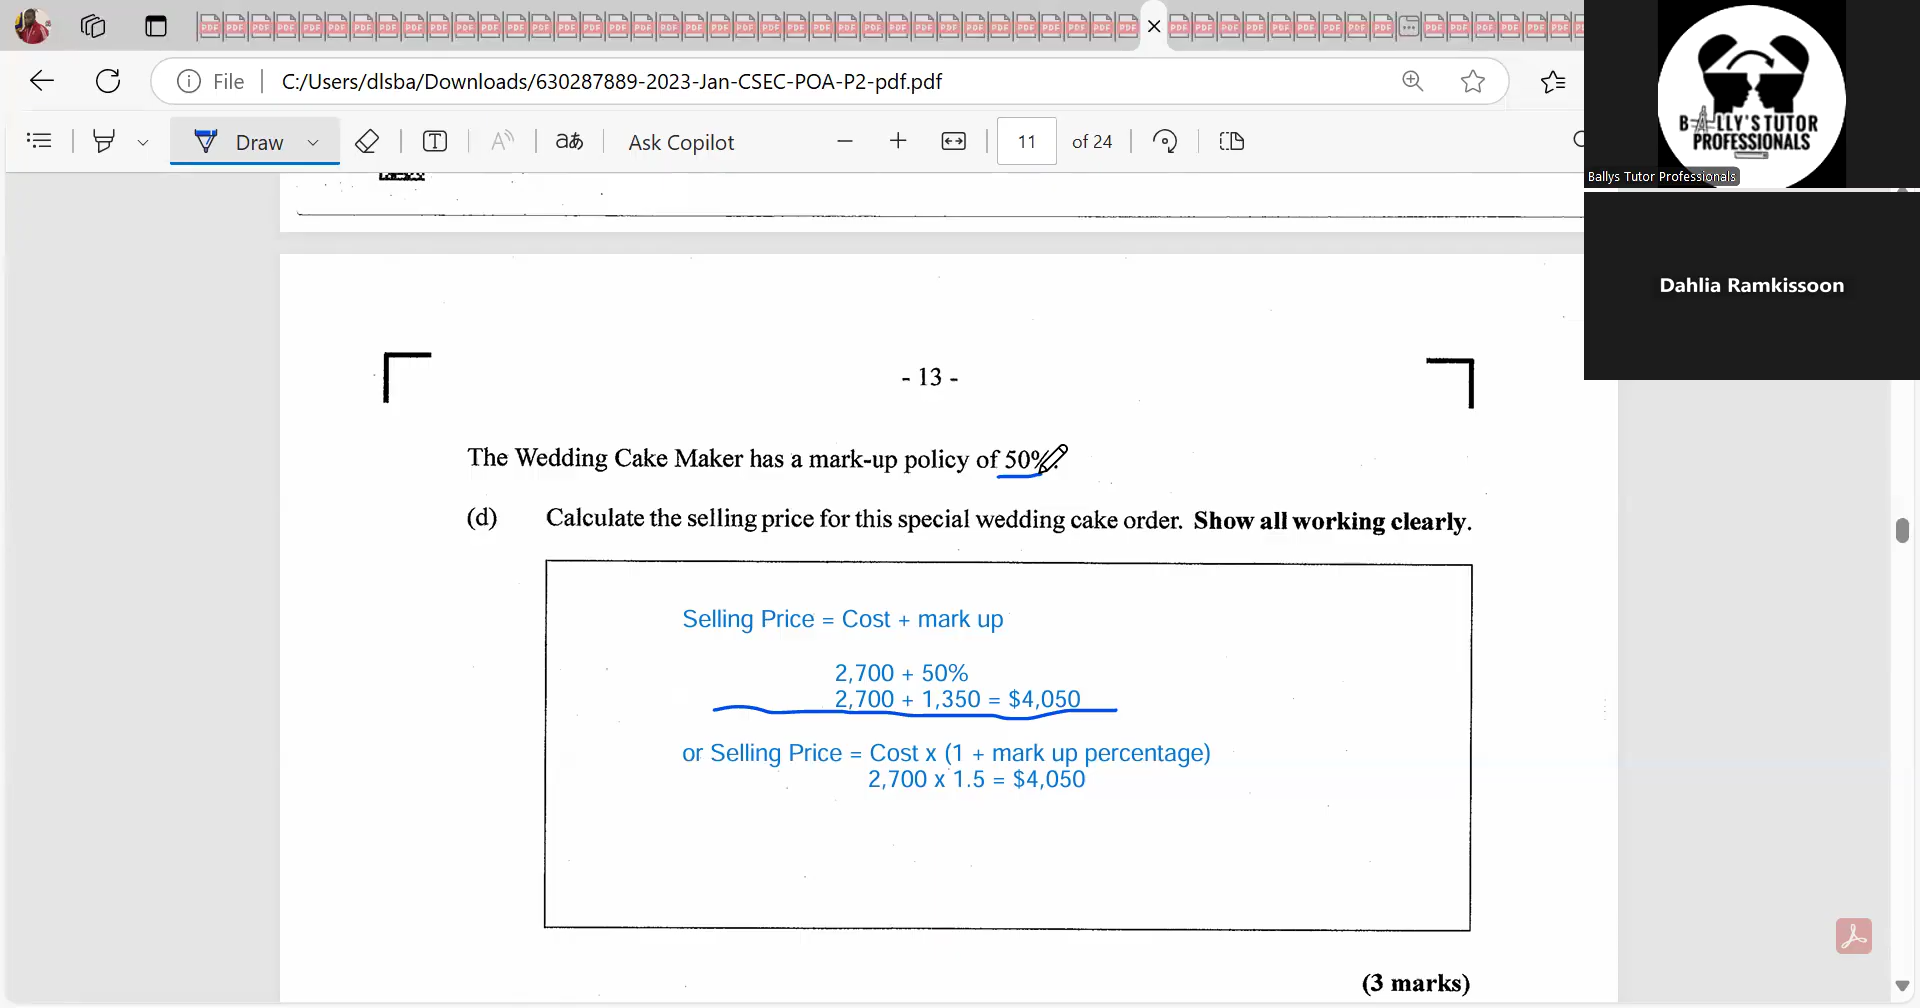 File
C:/Users/dlsba/Downloads/630287889-2023-Jan-CSEC-POA-P2-pdf.pdf
Draw
Ask Copilot
11
of 24
BALLY'S TUTOR
PROFESSIONALS
Ballys Tutor Professionals
Dahlia Ramkissoon
- 13 -
The Wedding Cake Maker has a mark-up policy of 50%.
(d) Calculate the selling price for this special wedding cake order. Show all working clearly.
Selling Price = Cost + mark up
2,700 + 50%
2,700 + 1,350 = $4,050
or Selling Price = Cost x (1 + mark up percentage)
2,700 x 1.5 = $4,050
(3 marks)